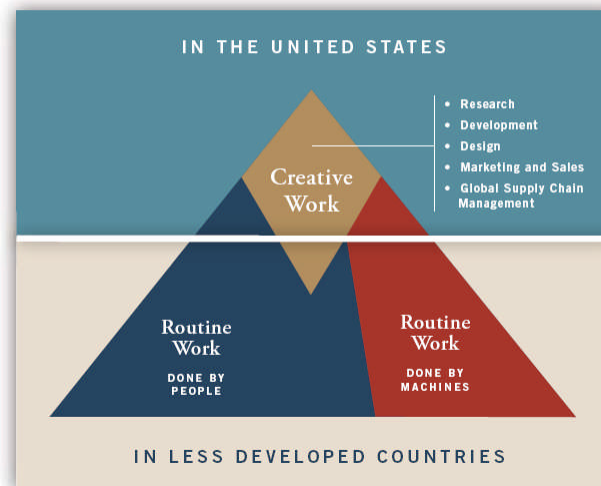 IN THE UNITED STATES
• Research
• Development
• Design
• Marketing and Sales
• Global Supply Chain
Management
Creative
Work
Routine
Work
DONE BY
PEOPLE
Routine
Work
DONE BY
MACHINES
IN LESS DEVELOPED COUNTRIES